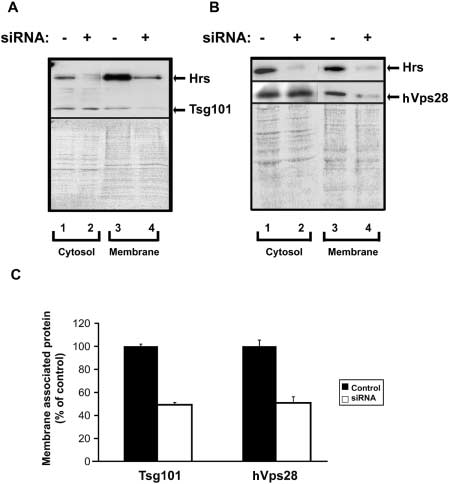 A
siRNA: - + - +
Hrs
Tsg101
1 2 3 4
Cytosol Membrane
B
siRNA: - + - +
Hrs
hVps28
1 2 3 4
Cytosol Membrane
C
Membrane associated protein
(% of control)
120
100
80
60
40
20
0
Tsg101 hVps28
Control
siRNA